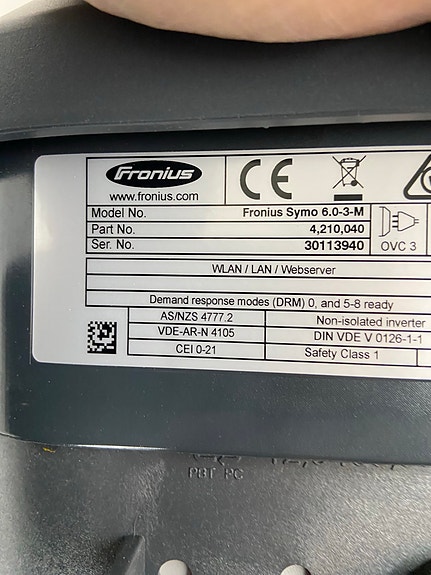 Fronius
www.fronius.com
CE
Model No. Fronius Symo 6.0-3-M
Part No. 4,210,040
Ser. No. 30113940
OVC 3
WLAN / LAN / Webserver
Demand response modes (DRM) 0, and 5-8 ready
AS/NZS 4777.2
Non-isolated inverter
VDE-AR-N 4105
DIN VDE V 0126-1-1
CEI 0-21
Safety Class 1
PBT PC